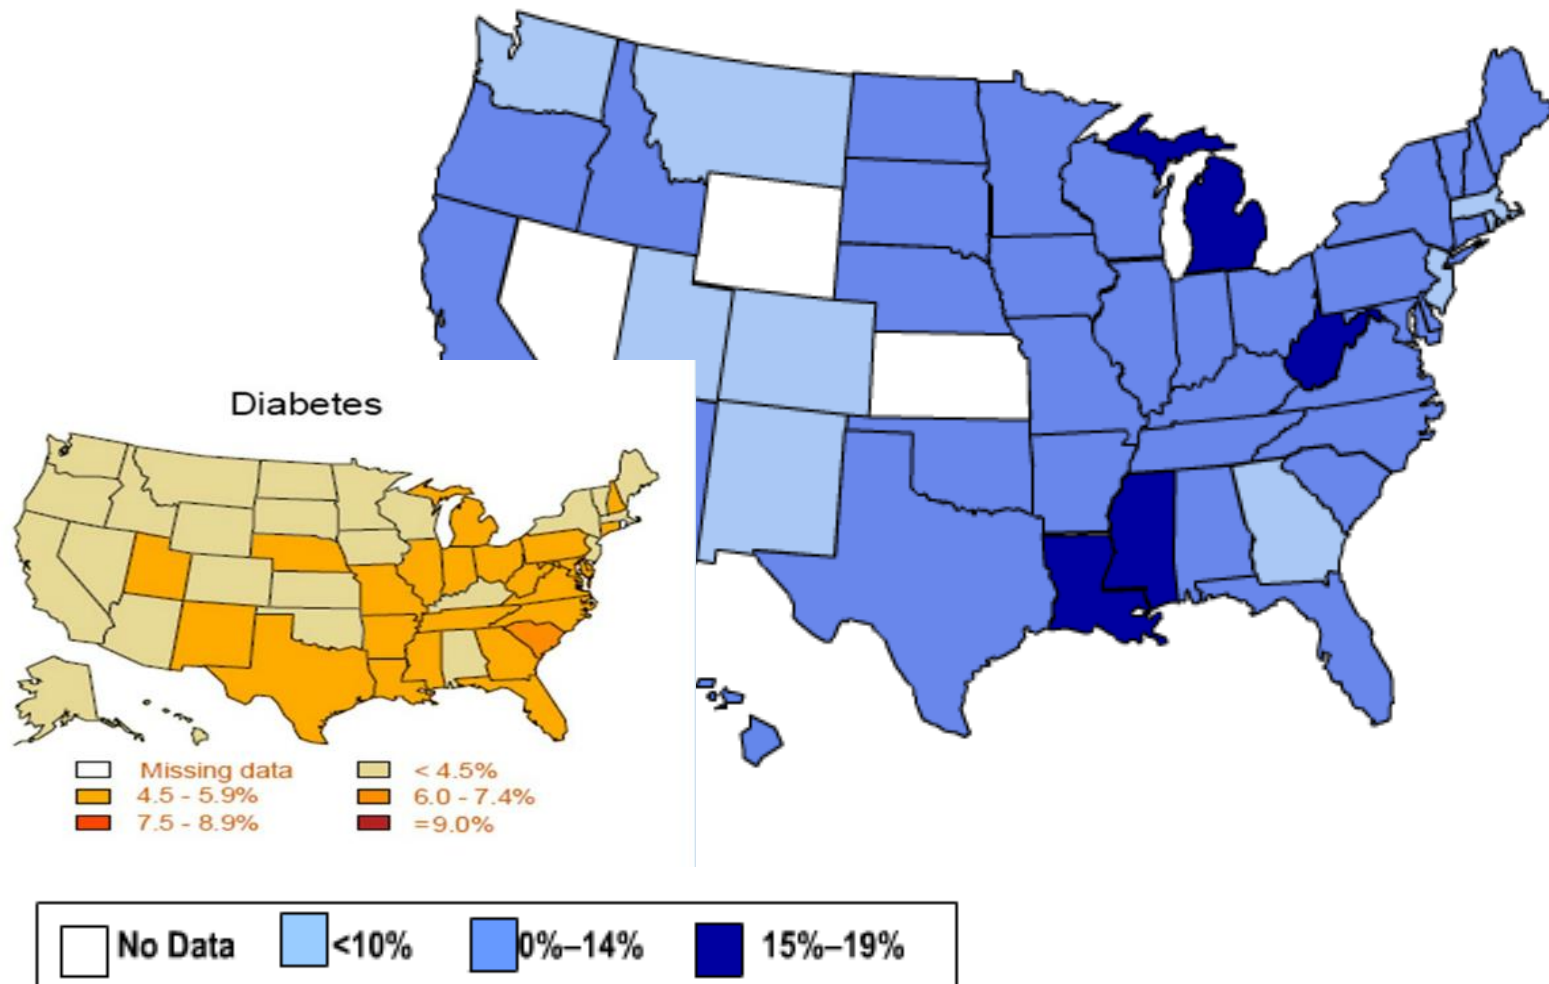 Diabetes
Missing data
< 4.5%
4.5 - 5.9%
6.0 - 7.4%
7.5 - 8.9%
=9.0%
No Data
<10%
0%–14%
15%–19%